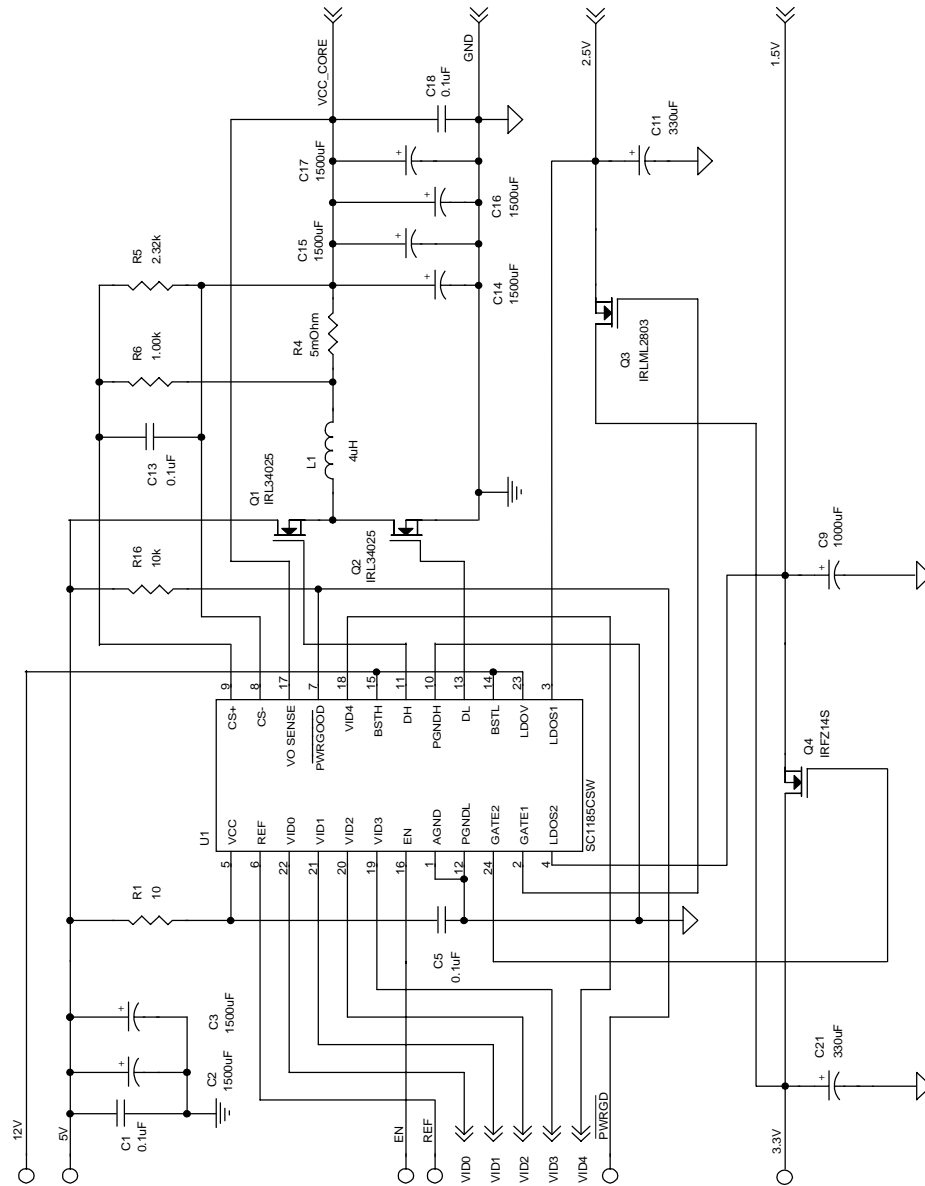 12V
5V
C1
0.1uF
C2
1500uF
+
C3
1500uF
+
R1
10
EN
REF
VID0
VID1
VID2
VID3
VID4
PWRGD
3.3V
C21
330uF
+
C5
0.1uF
U1
SC1185CSW
5
VCC
6
REF
22
VID0
21
VID1
20
VID2
19
VID3
16
EN
1
AGND
12
PGNDL
24
GATE2
2
GATE1
4
LDOS2
CS+
9
CS-
8
VO SENSE
17
PWRGOOD
7
VID4
18
BSTH
15
DH
11
PGNDH
10
DL
13
BSTL
14
LDOV
23
LDOS1
3
R16
10k
Q1
IRL34025
Q2
IRL34025
C13
0.1uF
R6
1.00k
R5
2.32k
L1
4uH
R4
5mOhm
C14
1500uF
+
C15
1500uF
+
C16
1500uF
+
C17
1500uF
+
C18
0.1uF
VCC_CORE
GND
Q3
IRLML2803
C11
330uF
+
2.5V
Q4
IRFZ14S
C9
1000uF
+
1.5V